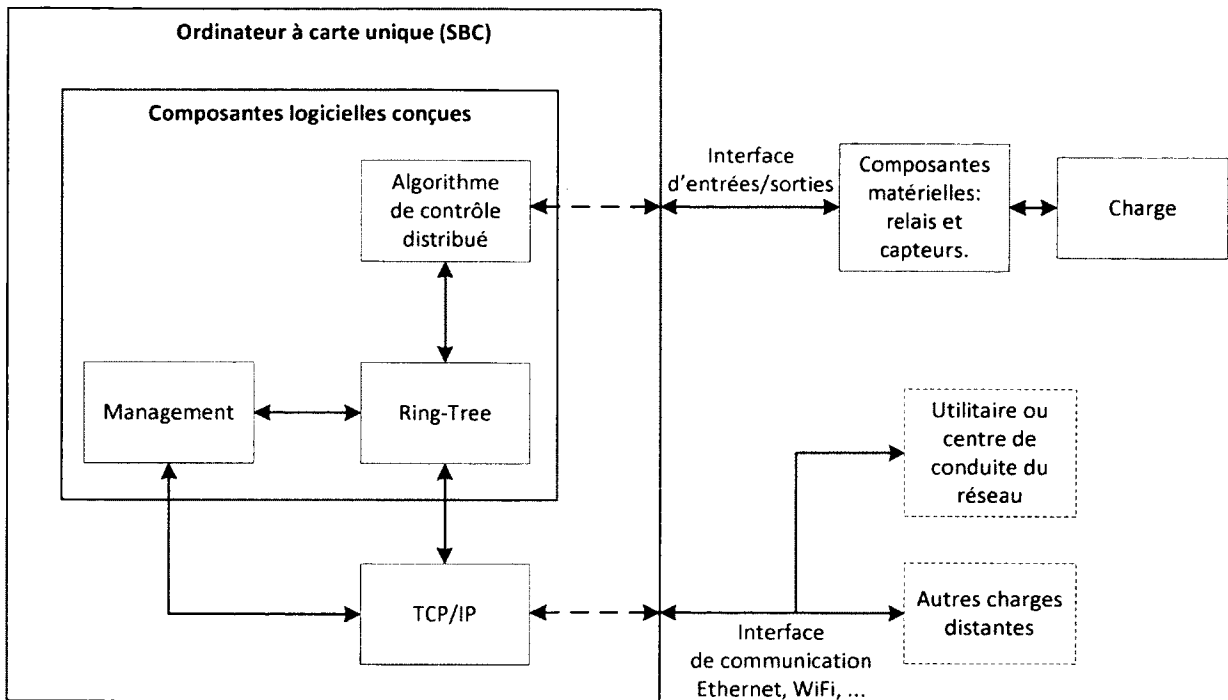 Ordinateur à carte unique (SBC)
Composantes logicielles conçues
Algorithme
de contrôle
distribué
Interface
d'entrées/sorties
Composantes
matérielles:
relais et
capteurs.
Charge
Management
Ring-Tree
Utilitaire ou
centre de
conduite du
réseau
TCP/IP
Autres charges
distantes
Interface
de communication
Ethernet, WiFi, ...